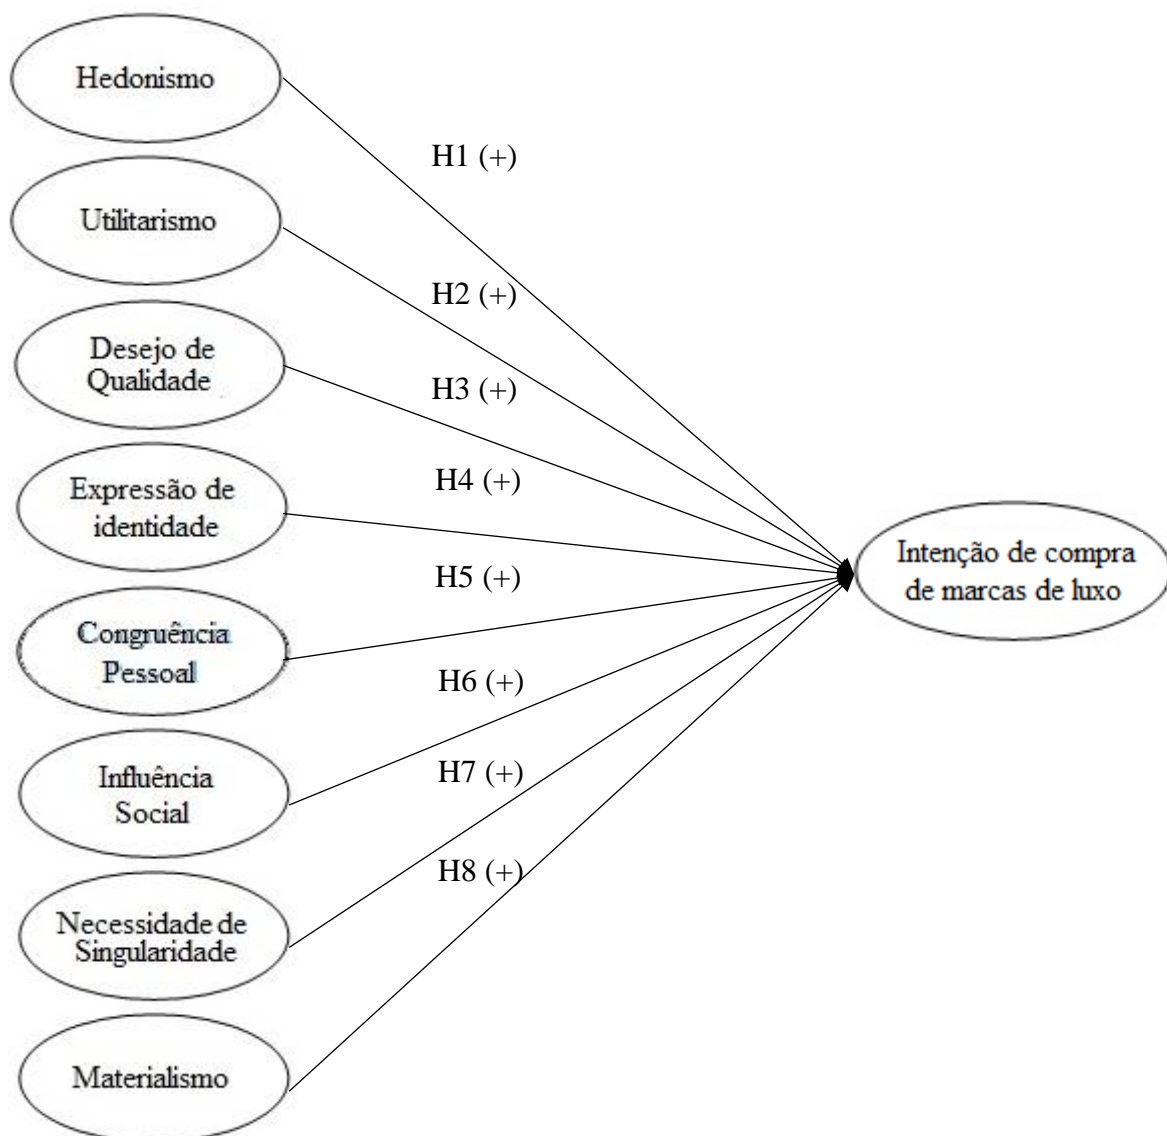 Hedonismo
H1 (+)
Utilitarismo
H2 (+)
Desejo de
Qualidade
H3 (+)
Expressão de
identidade
H4 (+)
Intenção de compra
de marcas de luxo
H5 (+)
Congruência
Pessoal
H6 (+)
Influência
Social
H7 (+)
H8 (+)
Necessidade de
Singularidade
Materialismo